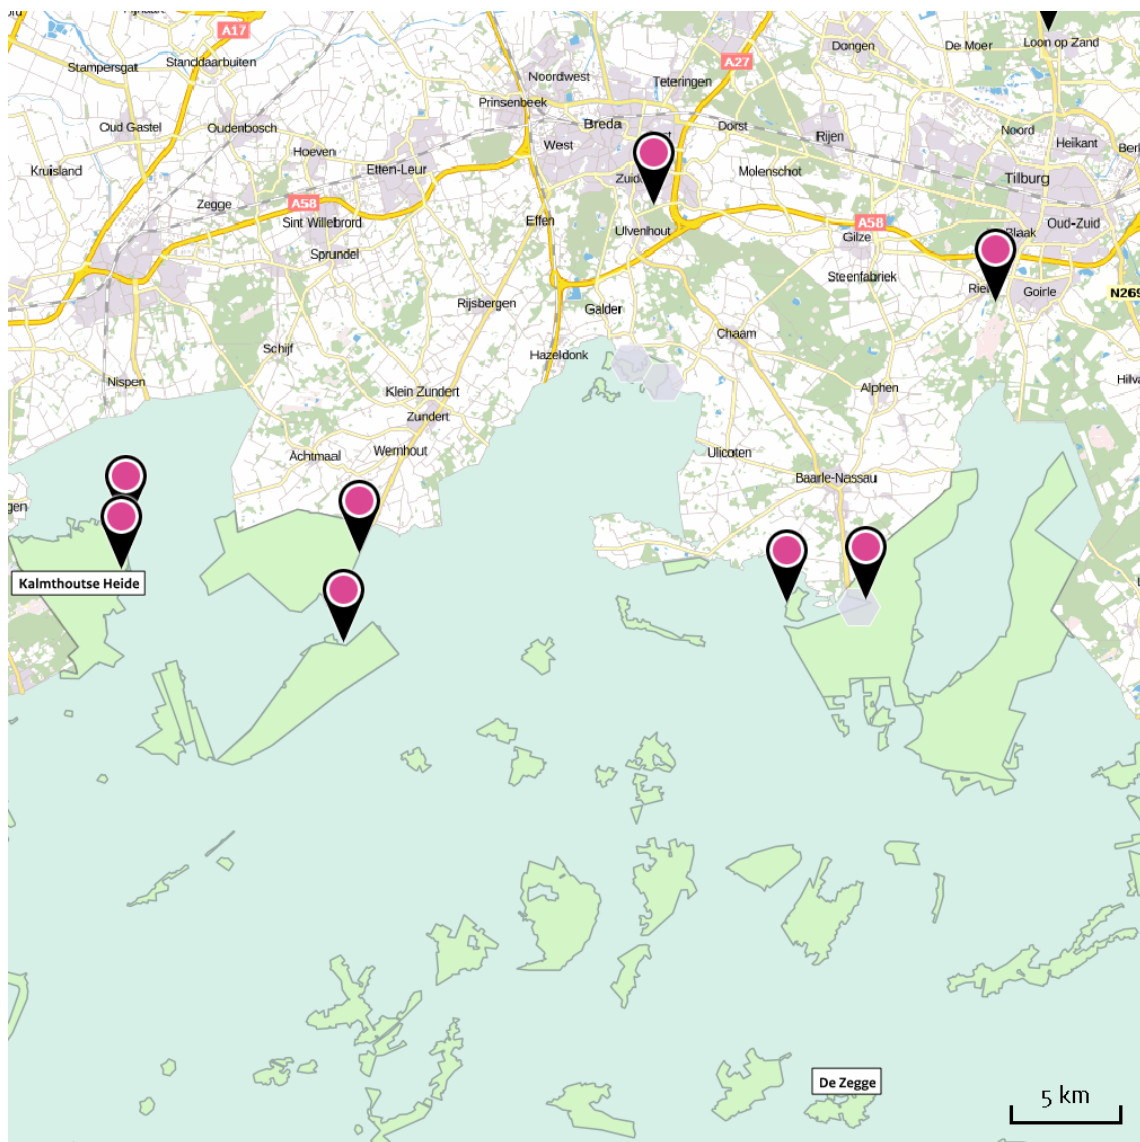 A17
Stampersgat
Standdaarbuiten
Noordwest
Teteringen
A27
Dongen
De Moer
Loon op Zand
Prinsenbeek
Oud Gastel
Oudenbosch
Breda
Dorst
Rijen
Noord
Heikant
West
Hoeven
Etten-Leur
Kruisland
Molenschot
Tilburg
Zegge
A58
Sint Willebrord
Effen
Ulvenhout
A58
Gilze
Blaak
Oud-Zuid
Sprundel
Steenfabriek
Goirle
N269
Rijsbergen
Galder
Chaam
Schijf
Hazeldonk
Nispen
Klein Zundert
Alphen
Zundert
Achtmaal
Wernhout
Ulicoten
Baarle-Nassau
Kalmthoutse Heide
De Zegge
5 km